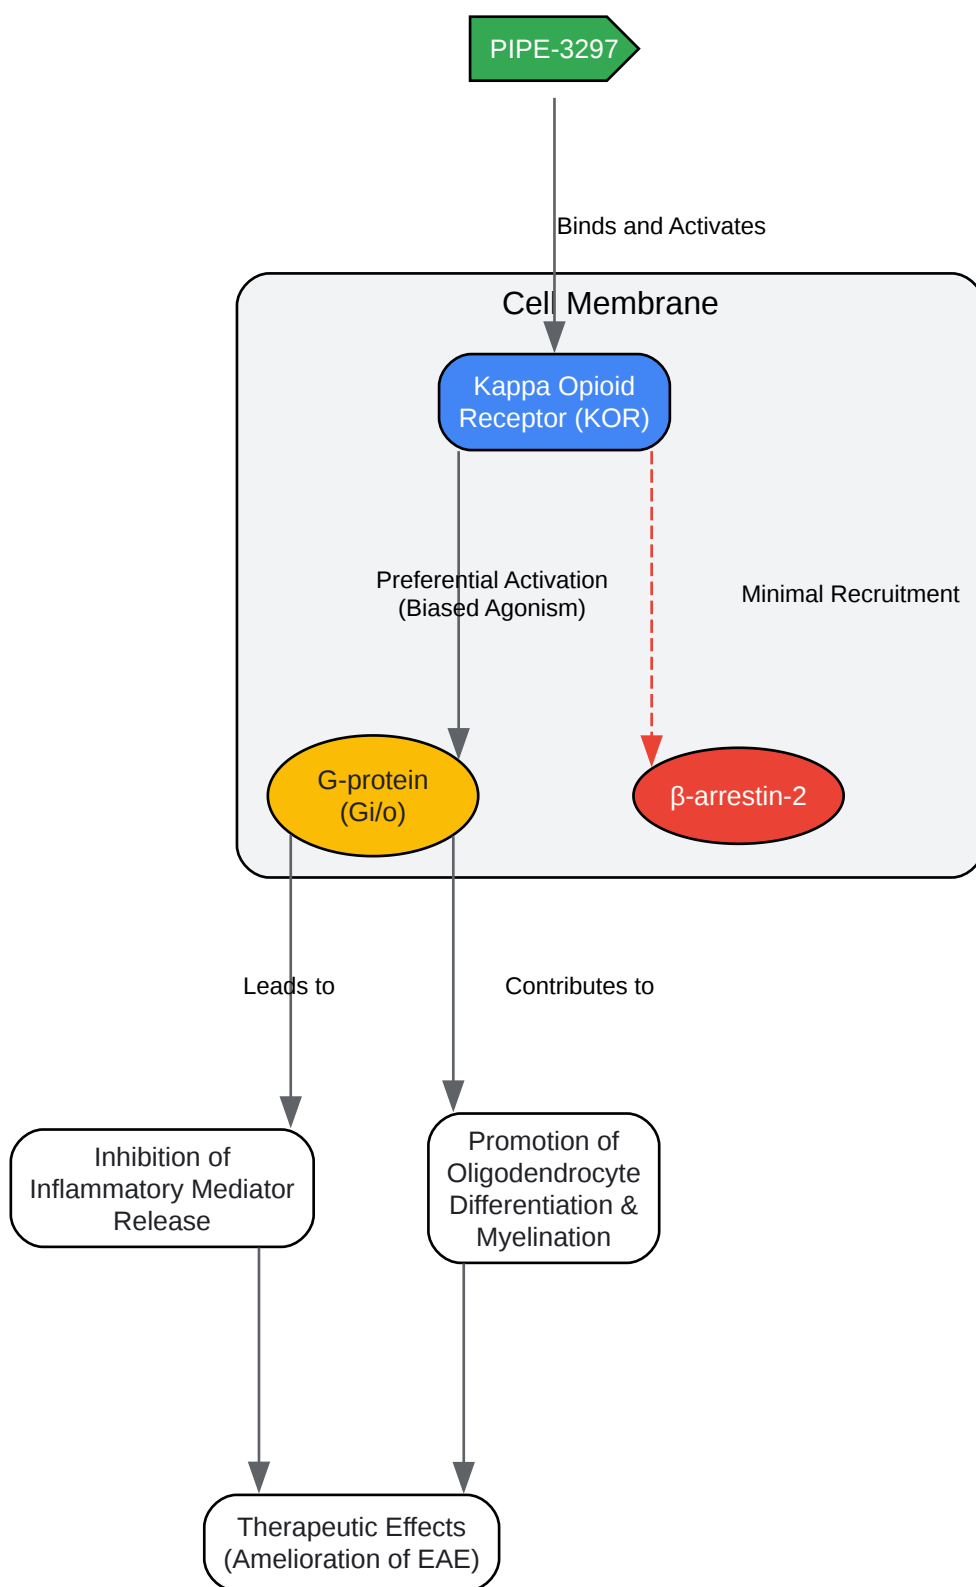 PIPE-3297
Binds and Activates
Cell Membrane
Kappa Opioid
Receptor (KOR)
Preferential Activation
(Biased Agonism)
Minimal Recruitment
G-protein
(Gi/o)
β-arrestin-2
Leads to
Contributes to
Inhibition of
Inflammatory Mediator
Release
Promotion of
Oligodendrocyte
Differentiation &
Myelination
Therapeutic Effects
(Amelioration of EAE)